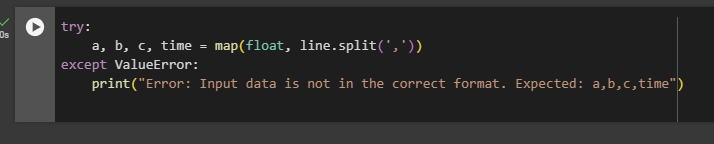 0s
try:
    a, b, c, time = map(float, line.split(','))
except ValueError:
    print("Error: Input data is not in the correct format. Expected: a,b,c,time")